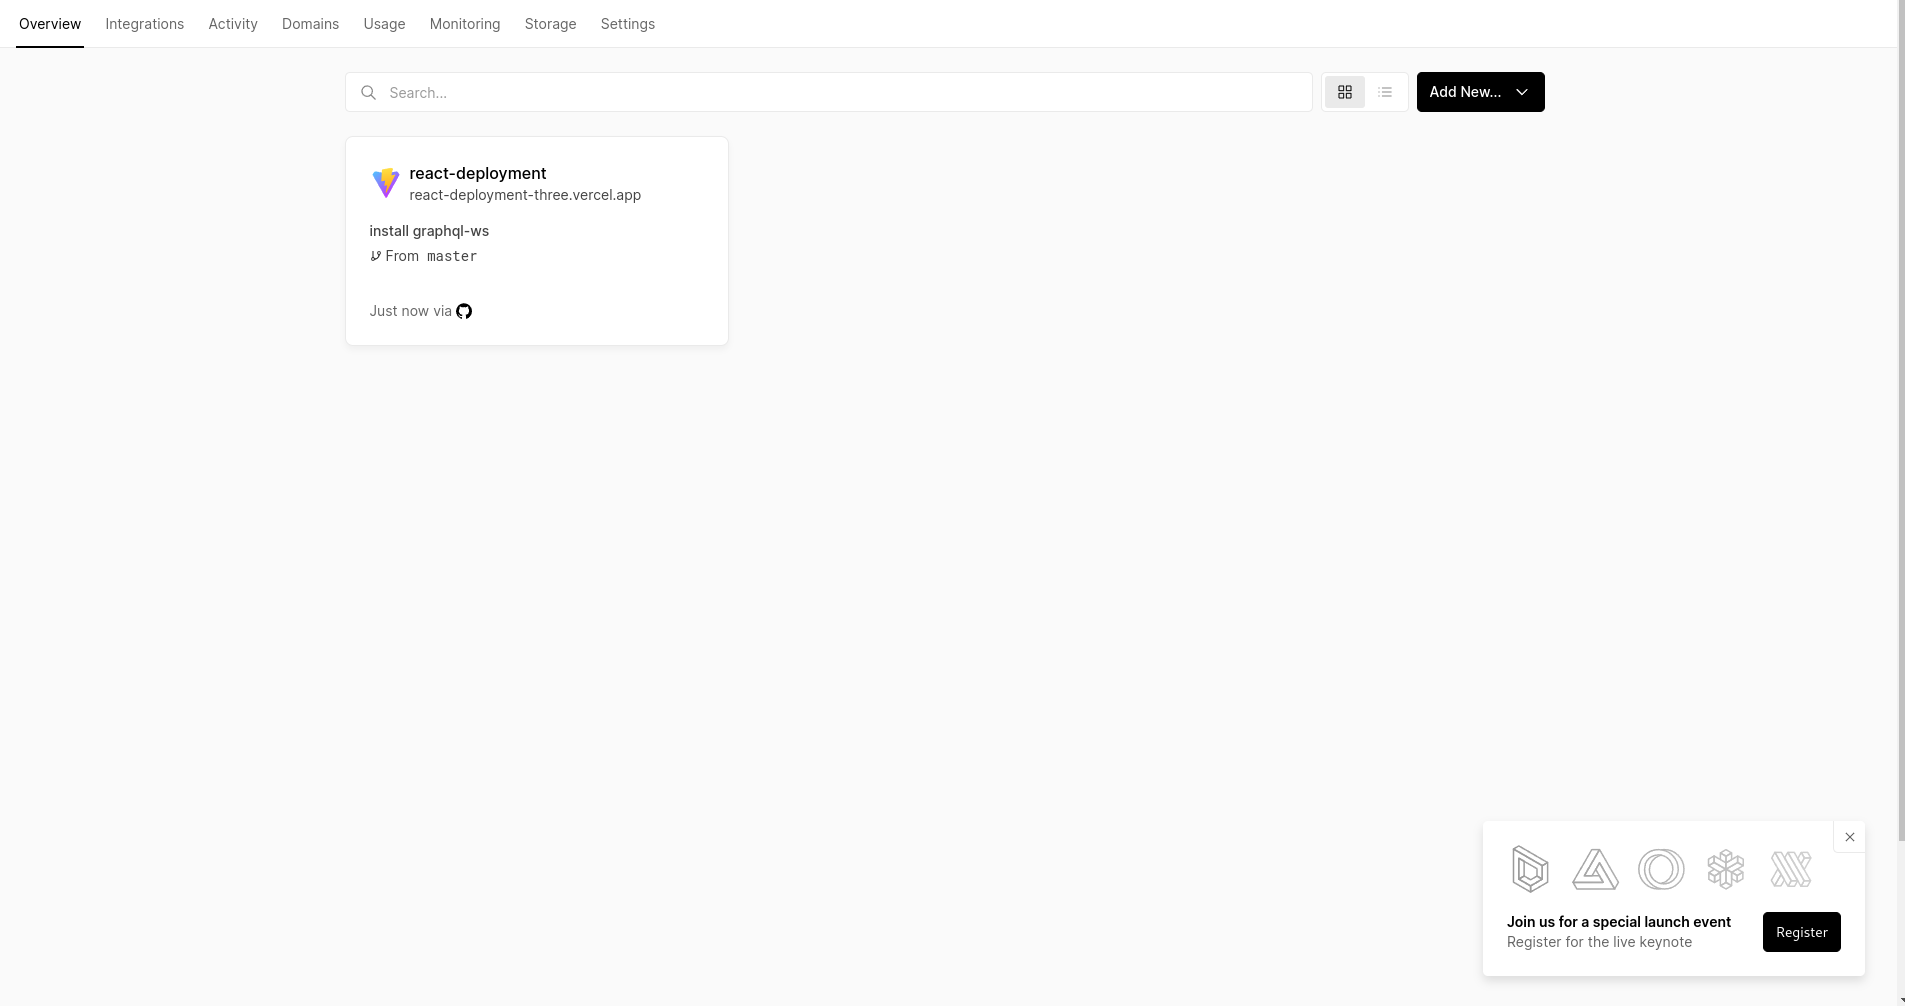 Overview Integrations Activity Domains Usage Monitoring Storage Settings
Search...
Add New...
react-deployment
react-deployment-three.vercel.app
install graphql-ws
From master
Just now via
Join us for a special launch event
Register for the live keynote
Register